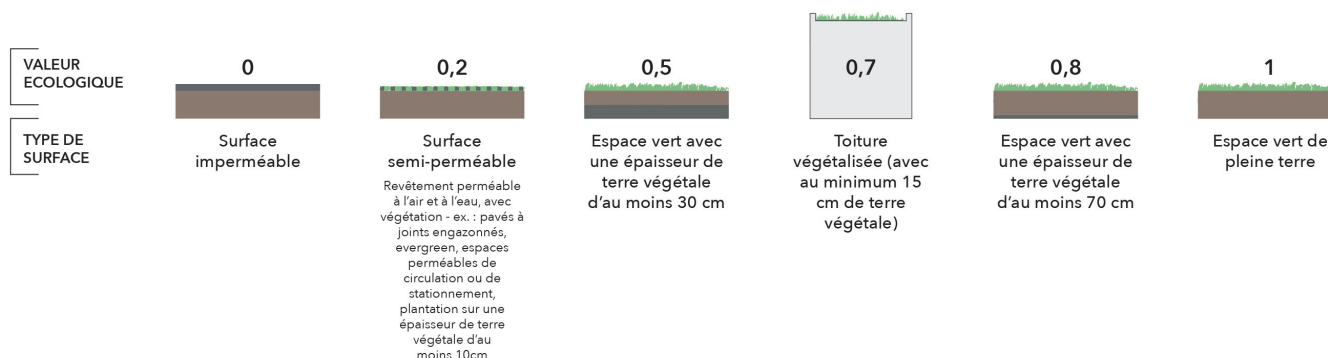 VALEUR
ECOLOGIQUE
0
0,2
0,5
0,7
0,8
1
TYPE DE
SURFACE
Surface
imperméable
Surface
semi-perméable
Revêtement perméable
à l'air et à l'eau, avec
végétation - ex. : pavés à
joints engazonnés,
evergreen, espaces
perméables de
circulation ou de
stationnement,
plantation sur une
épaisseur de terre
végétale d'au
moins 10cm
Espace vert avec
une épaisseur de
terre végétale
d'au moins 30 cm
Toiture
végétalisée (avec
au minimum 15
cm de terre
végétale)
Espace vert avec
une épaisseur de
terre végétale
d'au moins 70 cm
Espace vert de
pleine terre